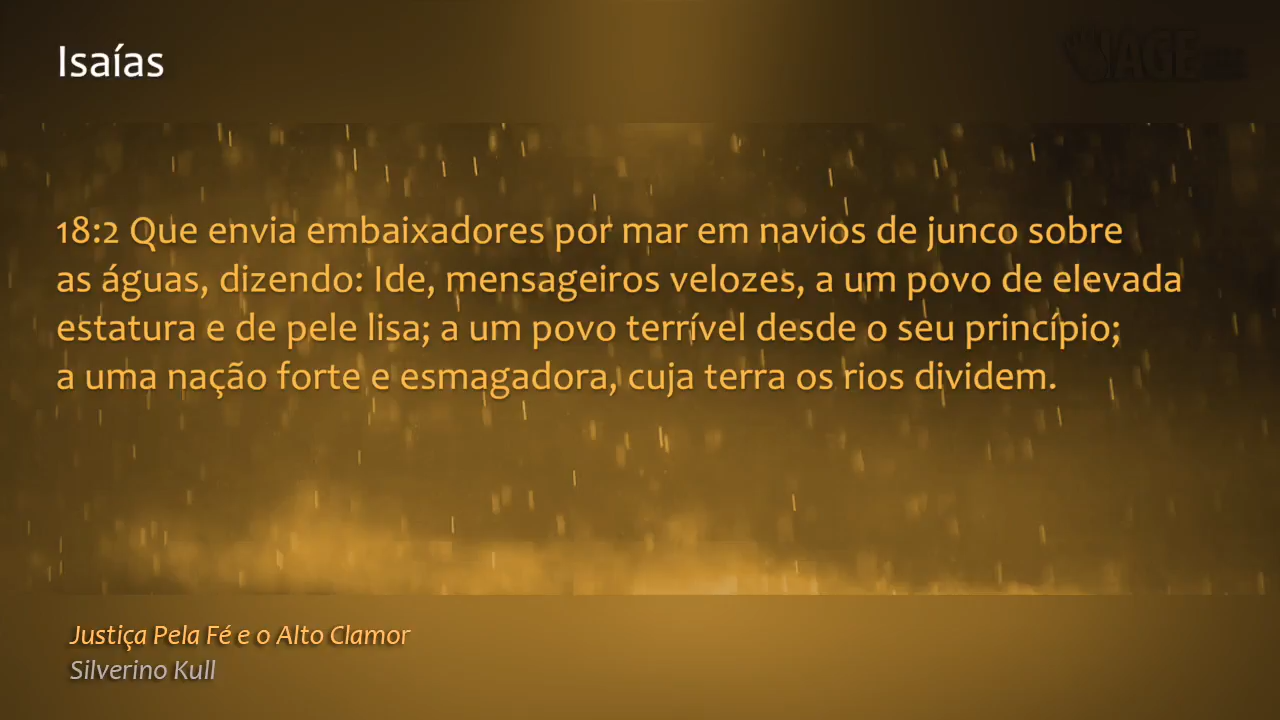 Isaías
18:2 Que envia embaixadores por mar em navios de junco sobre
as águas, dizendo: Ide, mensageiros velozes, a um povo de elevada
estatura e de pele lisa; a um povo terrível desde o seu princípio;
a uma nação forte e esmagadora, cuja terra os rios dividem.
Justiça Pela Fé e o Alto Clamor
Silverino Kull